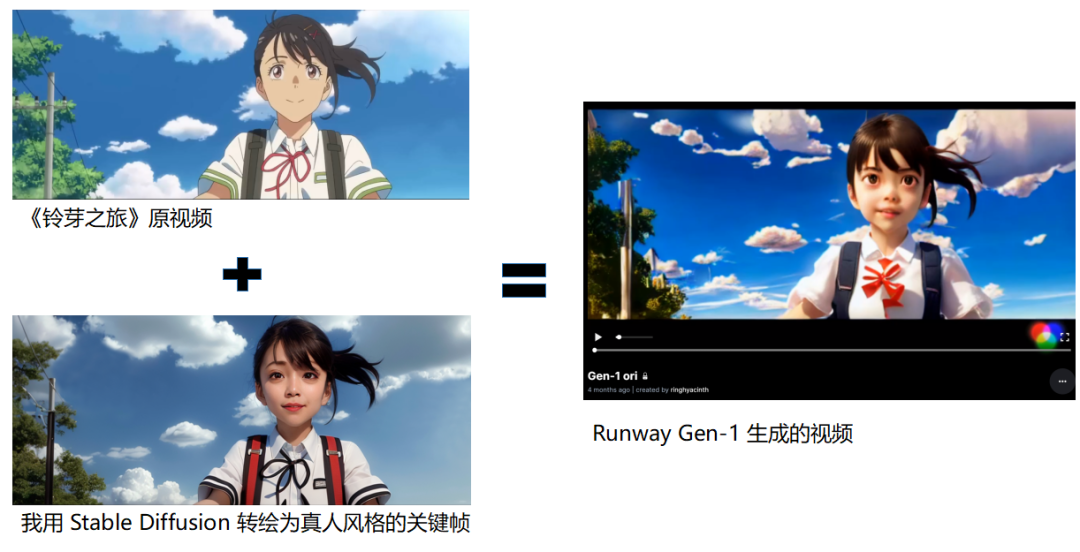 《铃芽之旅》原视频
+
我用 Stable Diffusion 转绘为真人风格的关键帧
=
Gen-1 ori
4 months ago | created by ringhyacinth
Runway Gen-1 生成的视频